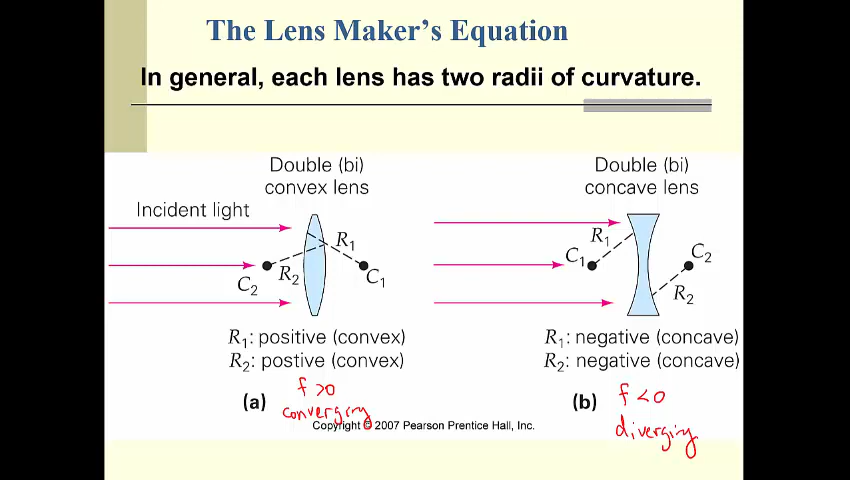 The Lens Maker's Equation
In general, each lens has two radii of curvature.
Double (bi)
convex lens
Incident light
R₁
R₂
C₂
C₁
R₁: positive (convex)
R₂: postive (convex)
(a)
f >0
converging
Double (bi)
concave lens
R₁
C₁
C₂
R₂
R₁: negative (concave)
R₂: negative (concave)
(b)
f <0
diverging
Copyright © 2007 Pearson Prentice Hall, Inc.